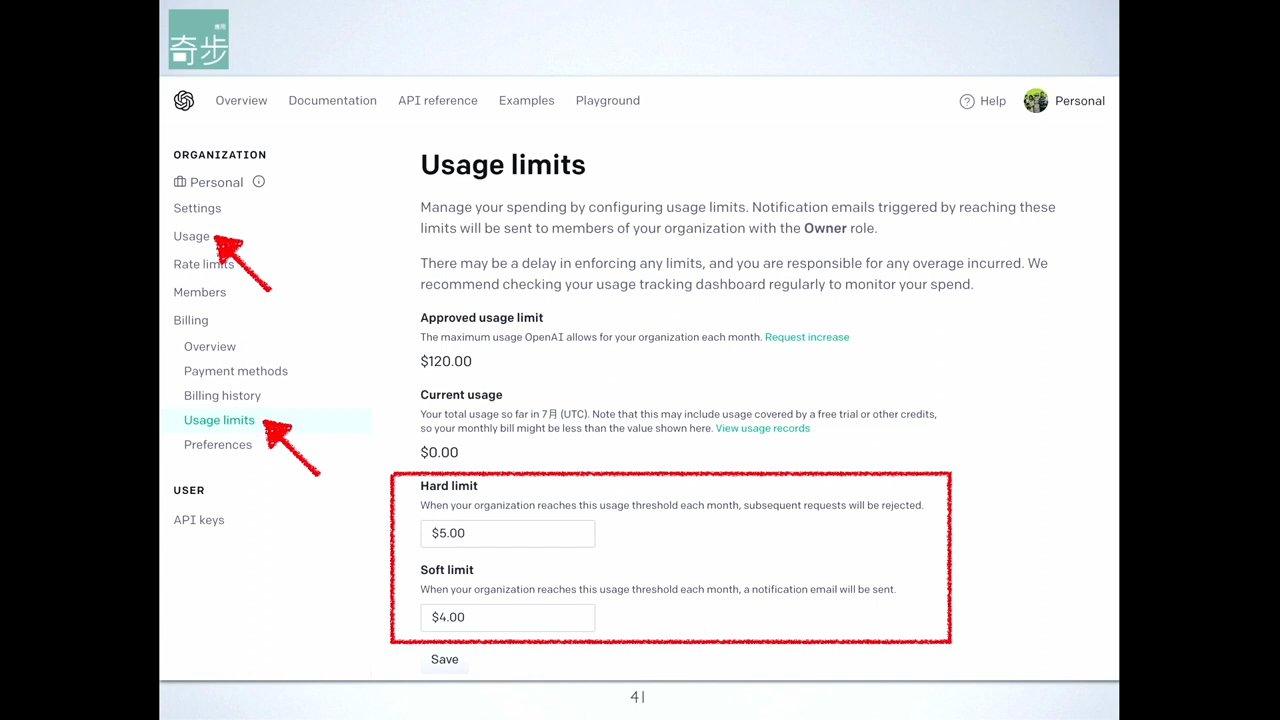 應用
奇步
Overview Documentation API reference Examples Playground
Help Personal
ORGANIZATION
Personal
Settings
Usage
Rate limits
Members
Billing
Overview
Payment methods
Billing history
Usage limits
Preferences
USER
API keys
Usage limits
Manage your spending by configuring usage limits. Notification emails triggered by reaching these
limits will be sent to members of your organization with the Owner role.
There may be a delay in enforcing any limits, and you are responsible for any overage incurred. We
recommend checking your usage tracking dashboard regularly to monitor your spend.
Approved usage limit
The maximum usage OpenAI allows for your organization each month. Request increase
$120.00
Current usage
Your total usage so far in 7月 (UTC). Note that this may include usage covered by a free trial or other credits,
so your monthly bill might be less than the value shown here. View usage records
$0.00
Hard limit
When your organization reaches this usage threshold each month, subsequent requests will be rejected.
$5.00
Soft limit
When your organization reaches this usage threshold each month, a notification email will be sent.
$4.00
Save
41